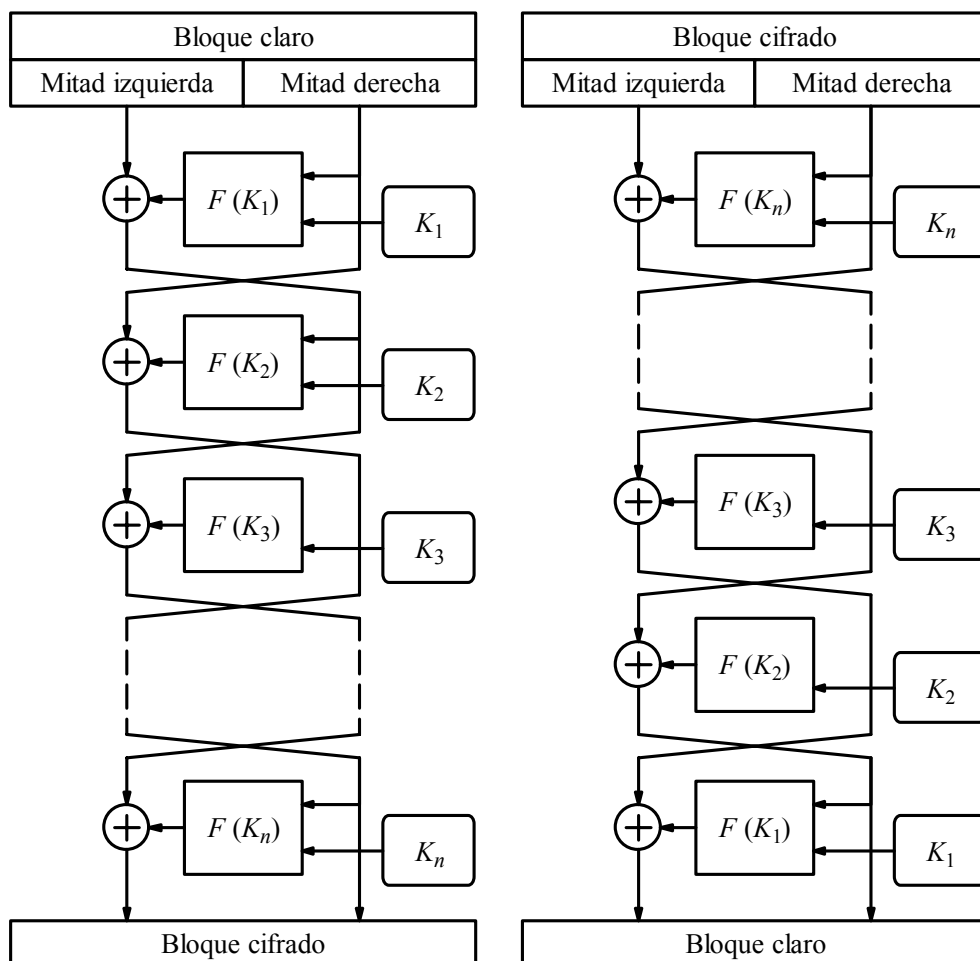 Bloque claro
Mitad izquierda Mitad derecha
F (K₁)
K₁
F (K₂)
K₂
F (K₃)
K₃
F (Kₙ)
Kₙ
Bloque cifrado
Bloque cifrado
Mitad izquierda Mitad derecha
F (Kₙ)
Kₙ
F (K₃)
K₃
F (K₂)
K₂
F (K₁)
K₁
Bloque claro